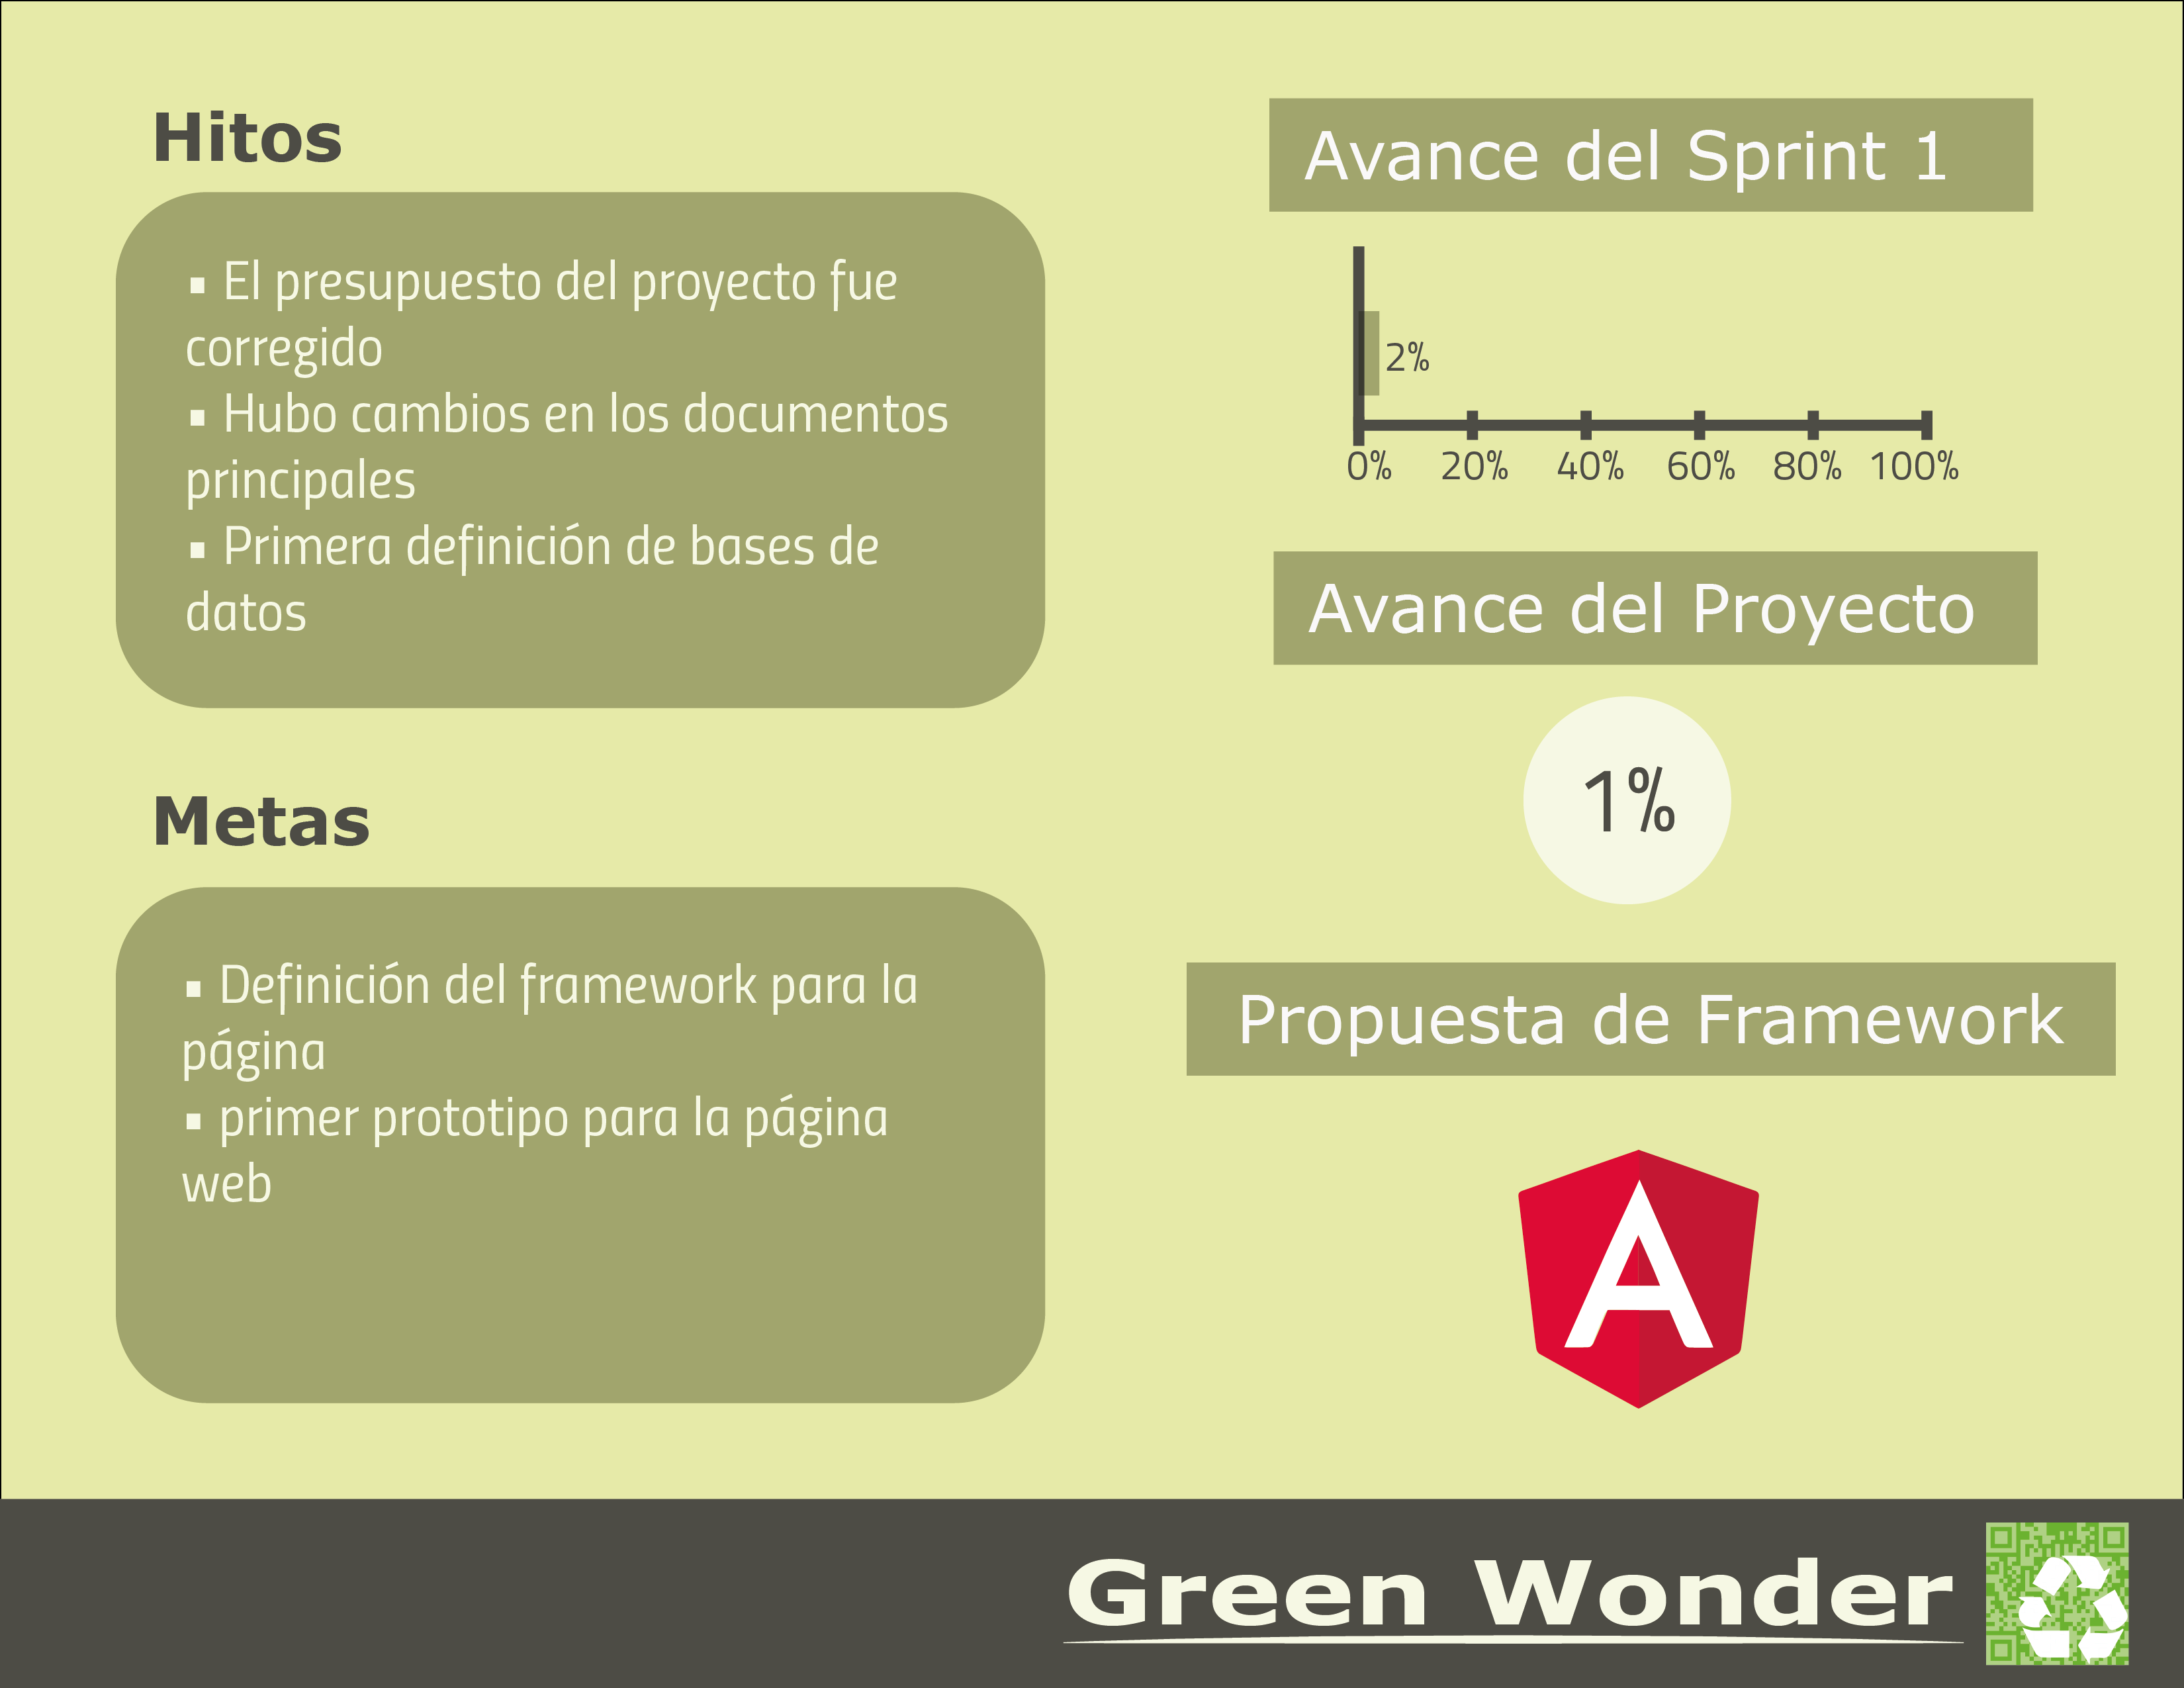 Hitos
▪ El presupuesto del proyecto fue
corregido
▪ Hubo cambios en los documentos
principales
▪ Primera definición de bases de
datos
Metas
▪ Definición del framework para la
página
▪ primer prototipo para la página
web
Avance del Sprint 1
2%
0% 20% 40% 60% 80% 100%
Avance del Proyecto
1%
Propuesta de Framework
A
Green Wonder